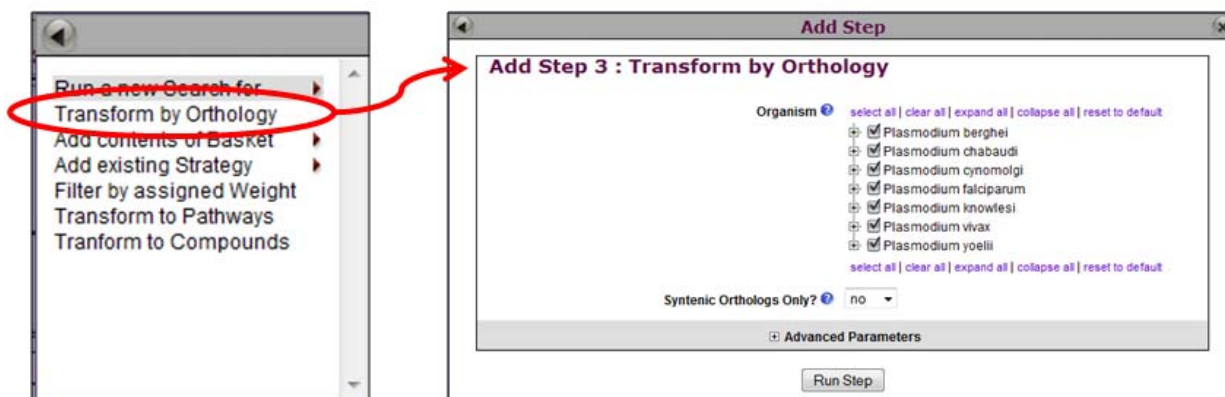 Run a new Search for
Transform by Orthology
Add contents of Basket
Add existing Strategy
Filter by assigned Weight
Transform to Pathways
Tranform to Compounds
Add Step
Add Step 3 : Transform by Orthology
Organism ? select all | clear all | expand all | collapse all | reset to default
Plasmodium berghei
Plasmodium chabaudi
Plasmodium cynomolgi
Plasmodium falciparum
Plasmodium knowlesi
Plasmodium vivax
Plasmodium yoelii
select all | clear all | expand all | collapse all | reset to default
Syntenic Orthologs Only? ? no
Advanced Parameters
Run Step